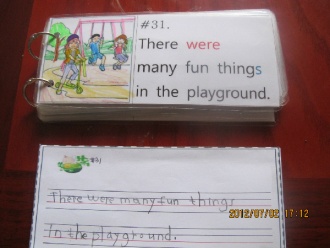 #31.
There were
many fun things
in the playground.
#31
There were many fun things
In the playground.
2012/07/02 17:12